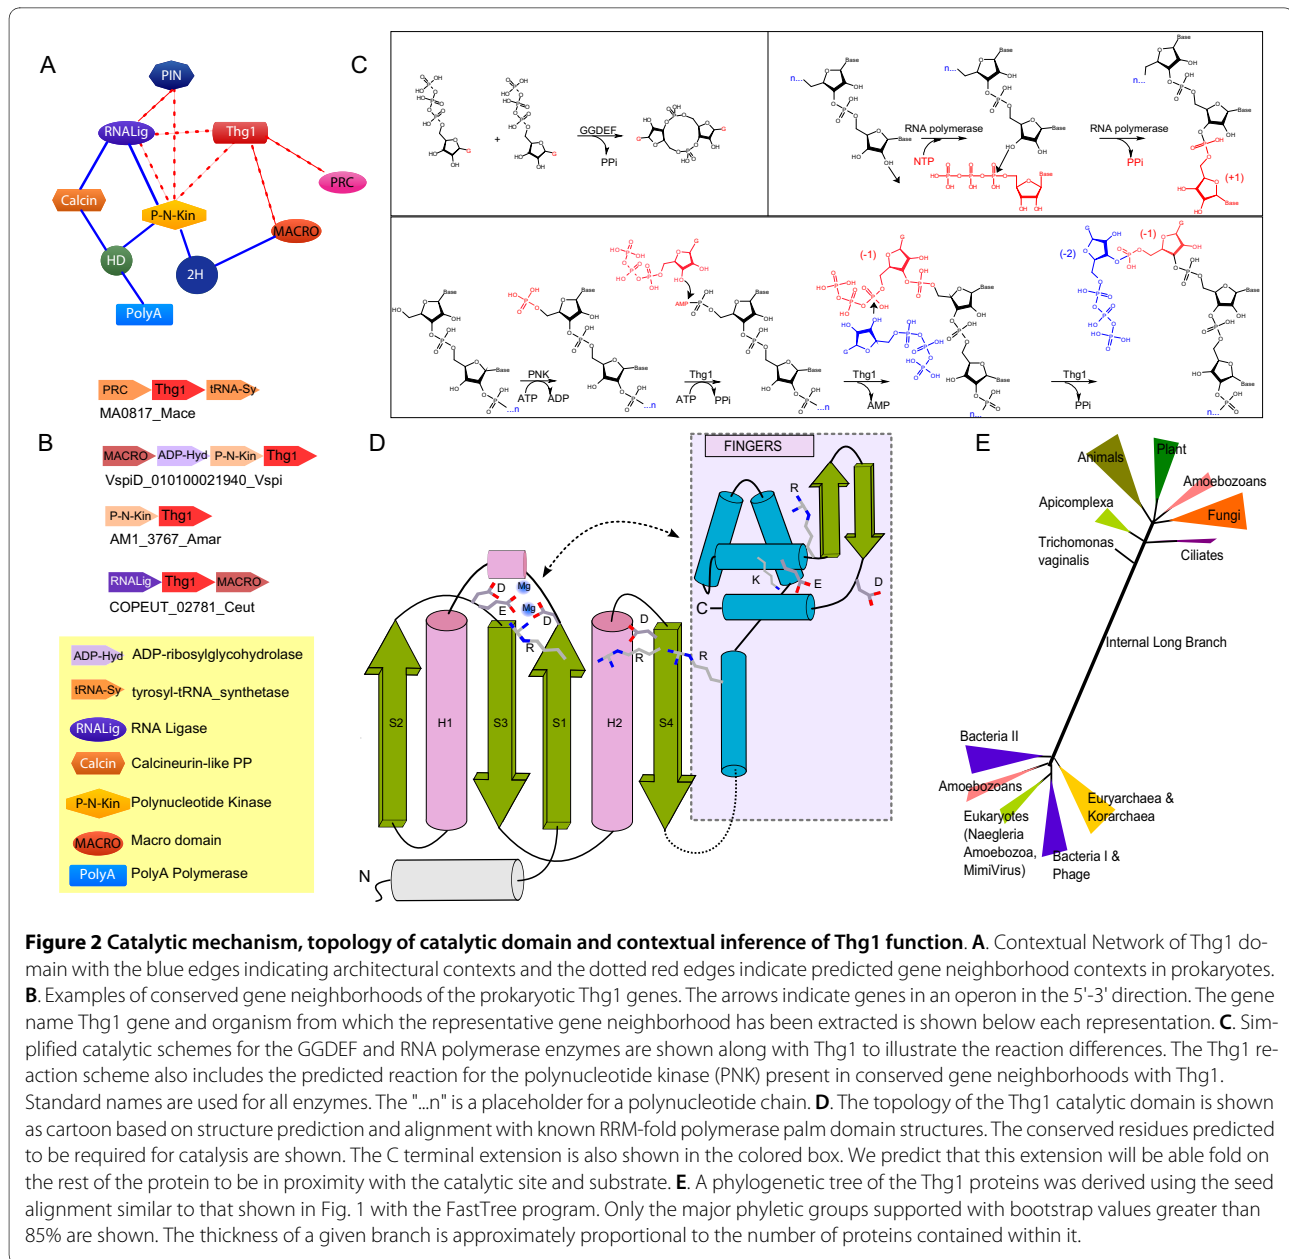 A
PIN
RNALig
Thg1
Calcin
P-N-Kin
PRC
MACRO
HD
2H
PolyA
B
PRC Thg1 tRNA-Sy
MA0817_Mace
MACRO ADP-Hyd P-N-Kin Thg1
VspiD_010100021940_Vspi
P-N-Kin Thg1
AM1_3767_Amar
RNALig Thg1 MACRO
COPEUT_02781_Ceut
ADP-Hyd ADP-ribosylglycohydrolase
tRNA-Sy tyrosyl-tRNA_synthetase
RNALig RNA Ligase
Calcin Calcineurin-like PP
P-N-Kin Polynucleotide Kinase
MACRO Macro domain
PolyA PolyA Polymerase
C
+
GGDEF
PPi
n...
RNA polymerase
NTP
n...
RNA polymerase
PPi
n...
(+1)
Base
PNK
ATP ADP
...n
Thg1
ATP PPi
AMP
...n
Thg1
AMP
(-1)
n...
Thg1
PPi
(-2)
(-1)
n...
D
FINGERS
R
K
E
D
C
D
E
D
R
Mg
Mg
D
R
R
S2
H1
S3
S1
H2
S4
N
E
Animals
Plant
Amoebozoans
Apicomplexa
Fungi
Trichomonas
vaginalis
Ciliates
Internal Long Branch
Bacteria II
Amoebozoans
Eukaryotes
(Naegleria
Amoebozoa,
MimiVirus)
Euryarchaea &
Korarchaea
Bacteria I &
Phage
Figure 2 Catalytic mechanism, topology of catalytic domain and contextual inference of Thg1 function. A. Contextual Network of Thg1 do-
main with the blue edges indicating architectural contexts and the dotted red edges indicate predicted gene neighborhood contexts in prokaryotes.
B. Examples of conserved gene neighborhoods of the prokaryotic Thg1 genes. The arrows indicate genes in an operon in the 5'-3' direction. The gene
name Thg1 gene and organism from which the representative gene neighborhood has been extracted is shown below each representation. C. Sim-
plified catalytic schemes for the GGDEF and RNA polymerase enzymes are shown along with Thg1 to illustrate the reaction differences. The Thg1 re-
action scheme also includes the predicted reaction for the polynucleotide kinase (PNK) present in conserved gene neighborhoods with Thg1.
Standard names are used for all enzymes. The "...n" is a placeholder for a polynucleotide chain. D. The topology of the Thg1 catalytic domain is shown
as cartoon based on structure prediction and alignment with known RRM-fold polymerase palm domain structures. The conserved residues predicted
to be required for catalysis are shown. The C terminal extension is also shown in the colored box. We predict that this extension will be able fold on
the rest of the protein to be in proximity with the catalytic site and substrate. E. A phylogenetic tree of the Thg1 proteins was derived using the seed
alignment similar to that shown in Fig. 1 with the FastTree program. Only the major phyletic groups supported with bootstrap values greater than
85% are shown. The thickness of a given branch is approximately proportional to the number of proteins contained within it.